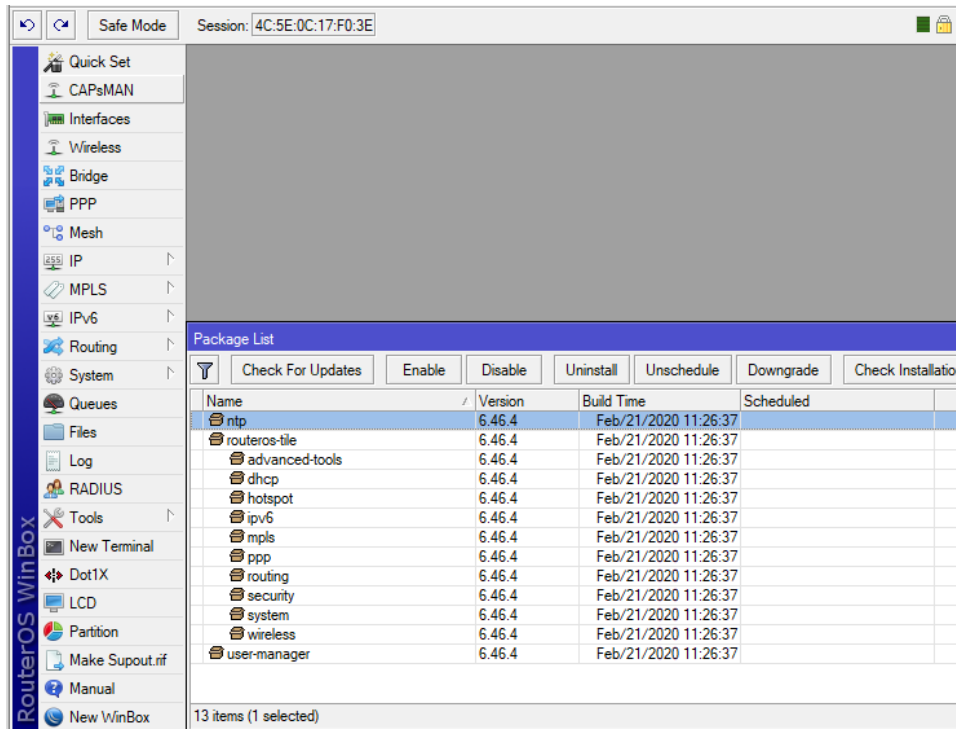 Safe Mode Session: 4C:5E:0C:17:F0:3E
Quick Set
CAPsMAN
Interfaces
Wireless
Bridge
PPP
Mesh
255 IP
MPLS
v6 IPv6
Routing
System
Queues
Files
Log
RADIUS
Tools
New Terminal
Dot1X
LCD
Partition
Make Supout.rif
Manual
New WinBox
RouterOS WinBox
Package List
Check For Updates Enable Disable Uninstall Unschedule Downgrade Check Installatio
Name / Version Build Time Scheduled
ntp 6.46.4 Feb/21/2020 11:26:37
routeros-tile 6.46.4 Feb/21/2020 11:26:37
advanced-tools 6.46.4 Feb/21/2020 11:26:37
dhcp 6.46.4 Feb/21/2020 11:26:37
hotspot 6.46.4 Feb/21/2020 11:26:37
ipv6 6.46.4 Feb/21/2020 11:26:37
mpls 6.46.4 Feb/21/2020 11:26:37
ppp 6.46.4 Feb/21/2020 11:26:37
routing 6.46.4 Feb/21/2020 11:26:37
security 6.46.4 Feb/21/2020 11:26:37
system 6.46.4 Feb/21/2020 11:26:37
wireless 6.46.4 Feb/21/2020 11:26:37
user-manager 6.46.4 Feb/21/2020 11:26:37
13 items (1 selected)